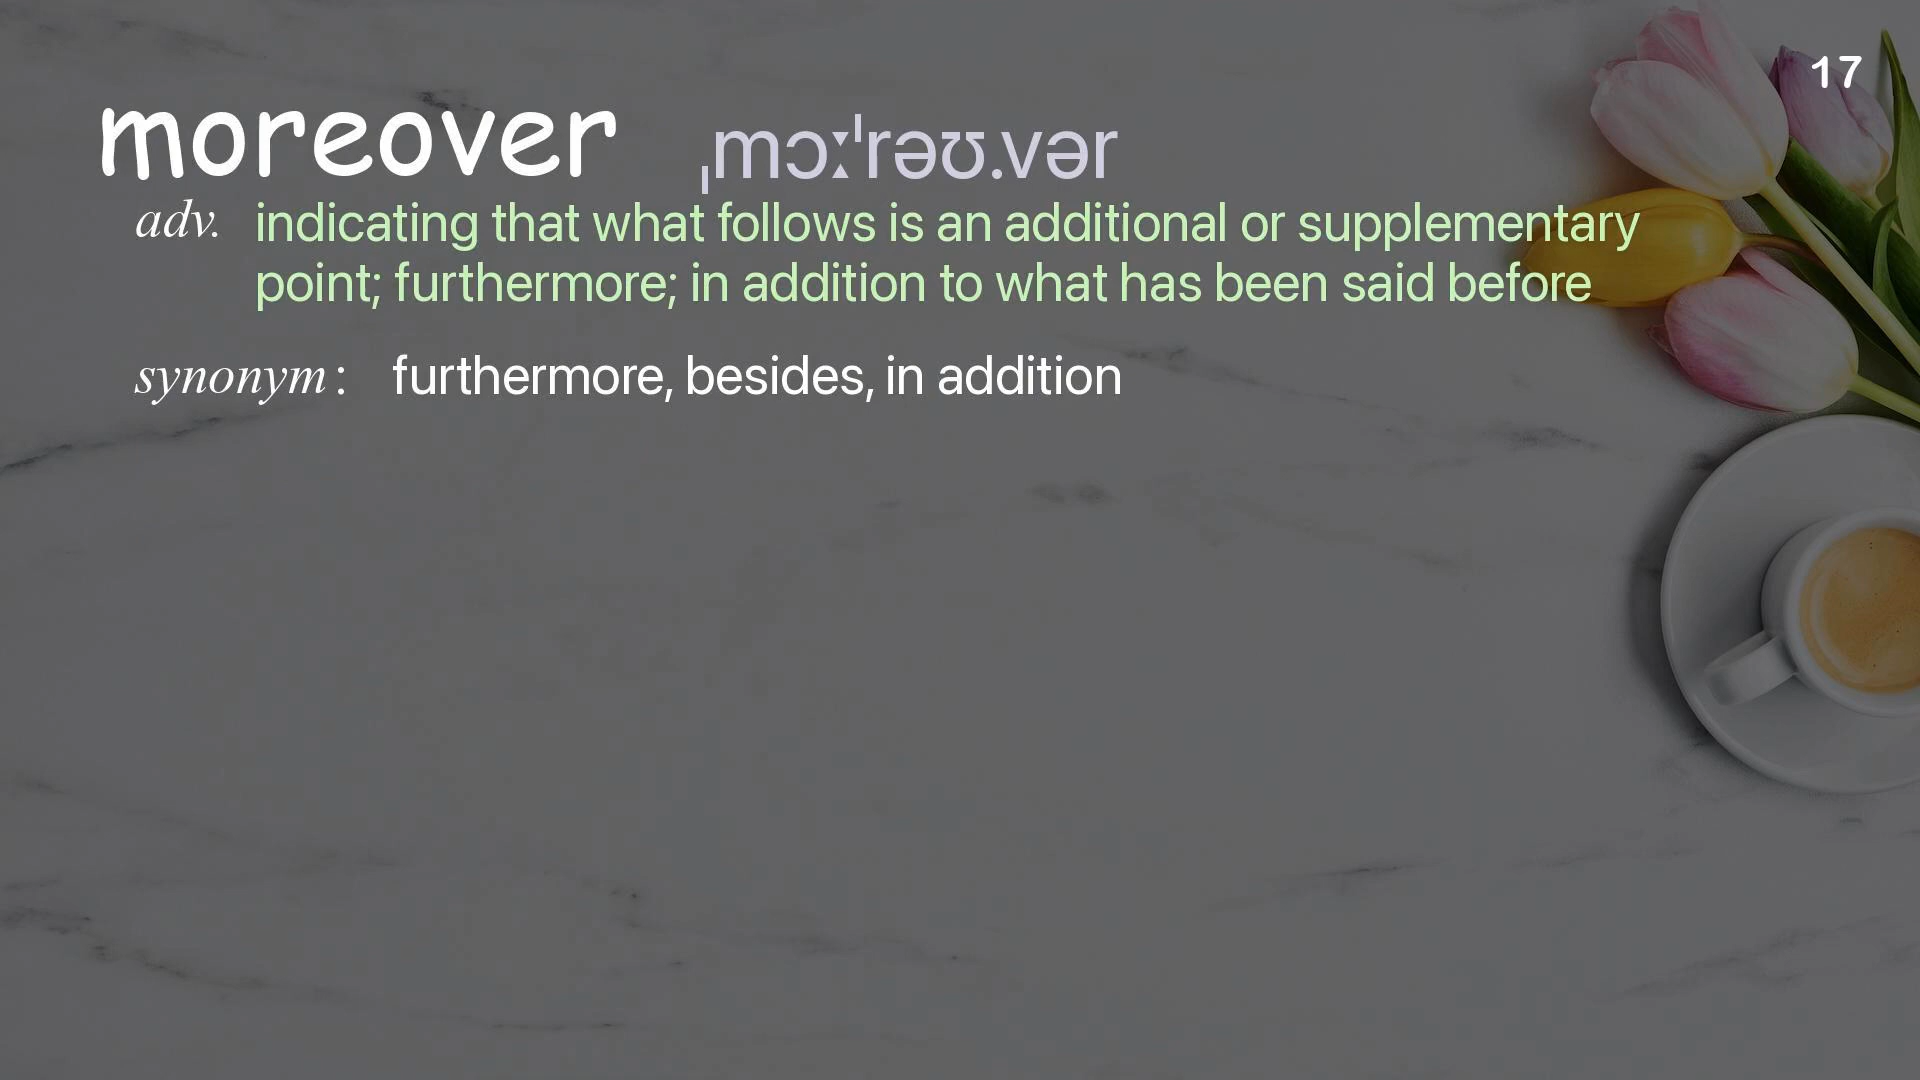 17
moreover ˌmɔːˈrəʊ.vər
adv. indicating that what follows is an additional or supplementary
point; furthermore; in addition to what has been said before
synonym: furthermore, besides, in addition